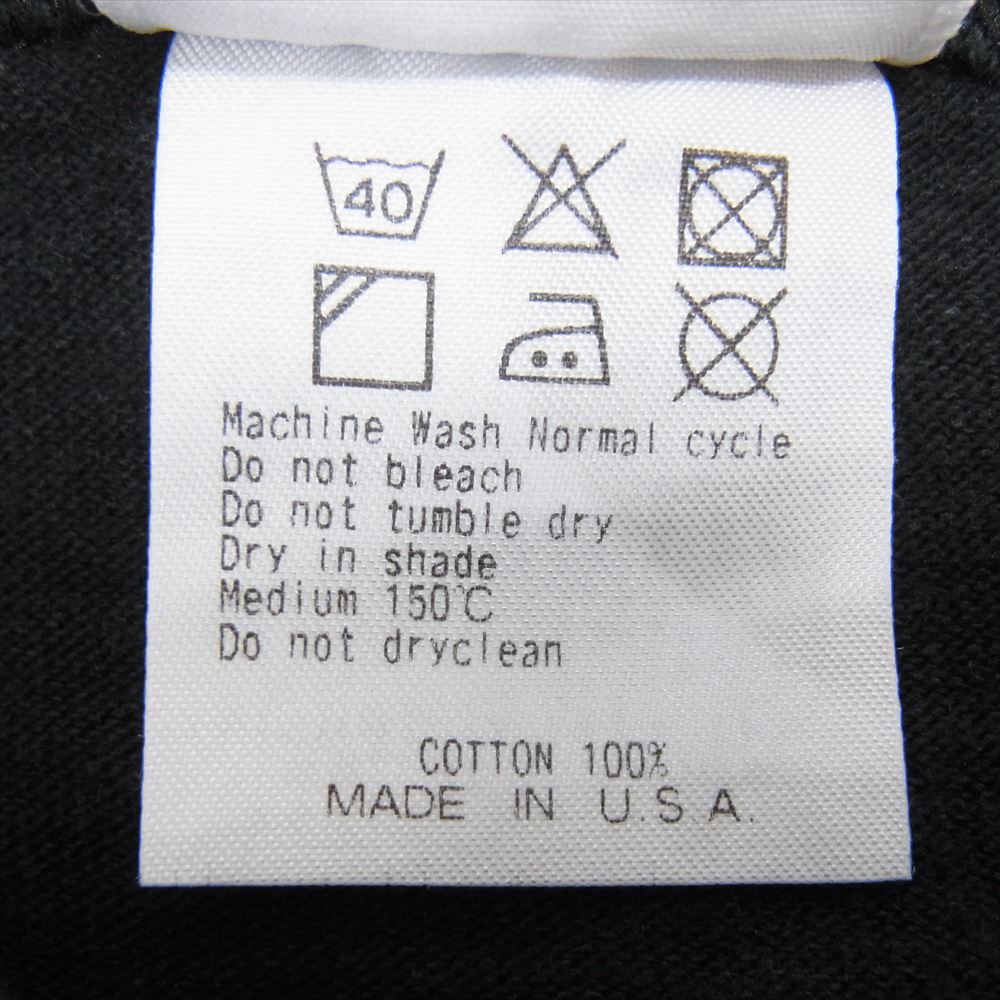 40
Machine Wash Normal cycle
Do not bleach
Do not tumble dry
Dry in shade
Medium 150℃
Do not dryclean
COTTON 100%
MADE IN U.S A.